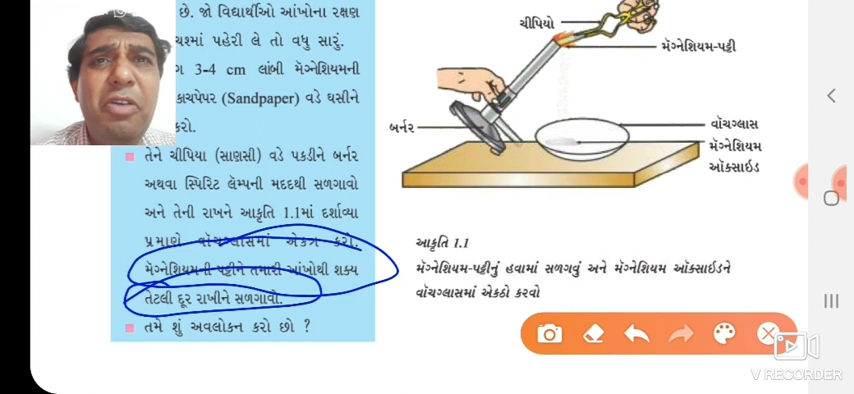 છે. જો વિદ્યાર્થીઓ આંખોના રક્ષણ
ચશ્માં પહેરી લે તો વધુ સારું.
3-4 cm લાંબી મૅગ્નેશિયમની
કાચપેપર (Sandpaper) વડે ઘસીને
કરો.
તેને ચીપિયા (સાણસી) વડે પકડીને બર્નર
અથવા સ્પિરિટ લૅમ્પની મદદથી સળગાવો
અને તેની રાખને આકૃતિ 1.1માં દર્શાવ્યા
પ્રમાણે વૉચગ્લાસમાં એકત્ર કરો.
મૅગ્નેશિયમની પટ્ટીને તમારી આંખોથી શક્ય
તેટલી દૂર રાખીને સળગાવો.
તમે શું અવલોકન કરો છો ?
ચીપિયો
મૅગ્નેશિયમ-પટ્ટી
બર્નર
વૉચગ્લાસ
મૅગ્નેશિયમ
ઑક્સાઇડ
આકૃતિ 1.1
મૅગ્નેશિયમ-પટ્ટીનું હવામાં સળગવું અને મૅગ્નેશિયમ ઑક્સાઇડને
વૉચગ્લાસમાં એકઠો કરવો
V RECORDER